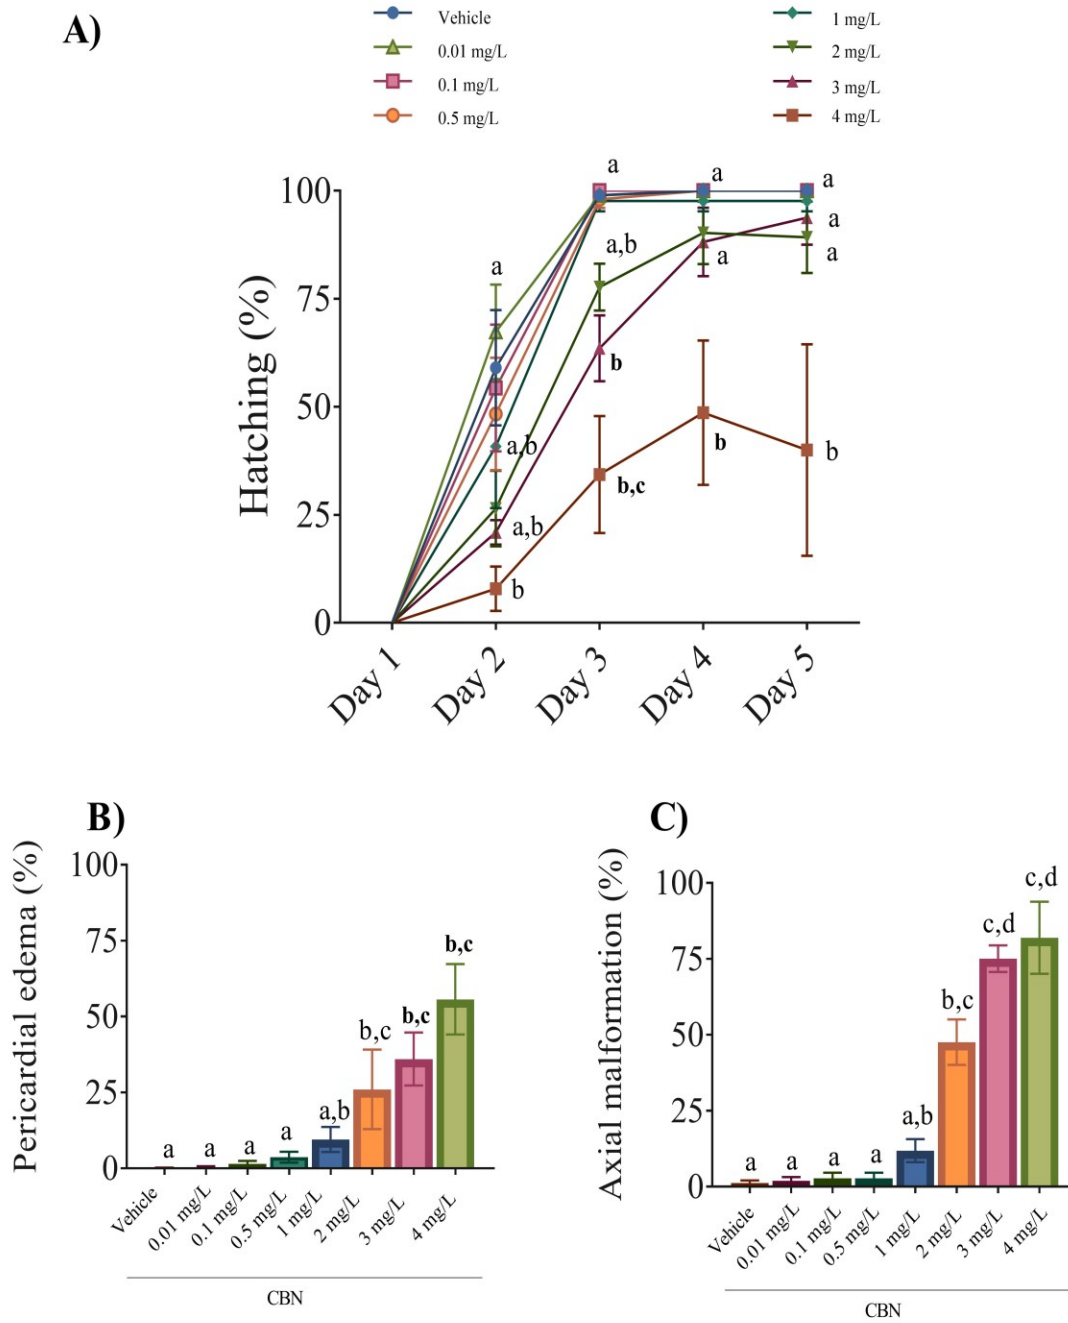 A)
Vehicle
0.01 mg/L
0.1 mg/L
0.5 mg/L
1 mg/L
2 mg/L
3 mg/L
4 mg/L
Hatching (%)
100
75
50
25
0
a
a,b
a,b
b
a
a,b
b
b,c
a
a
b
a
a
a
b
Day 1
Day 2
Day 3
Day 4
Day 5
B)
Pericardial edema (%)
100
75
50
25
0
a
a
a
a
a,b
b,c
b,c
b,c
Vehicle
0.01 mg/L
0.1 mg/L
0.5 mg/L
1 mg/L
2 mg/L
3 mg/L
4 mg/L
CBN
C)
Axial malformation (%)
100
75
50
25
0
a
a
a
a
a,b
b,c
c,d
c,d
Vehicle
0.01 mg/L
0.1 mg/L
0.5 mg/L
1 mg/L
2 mg/L
3 mg/L
4 mg/L
CBN